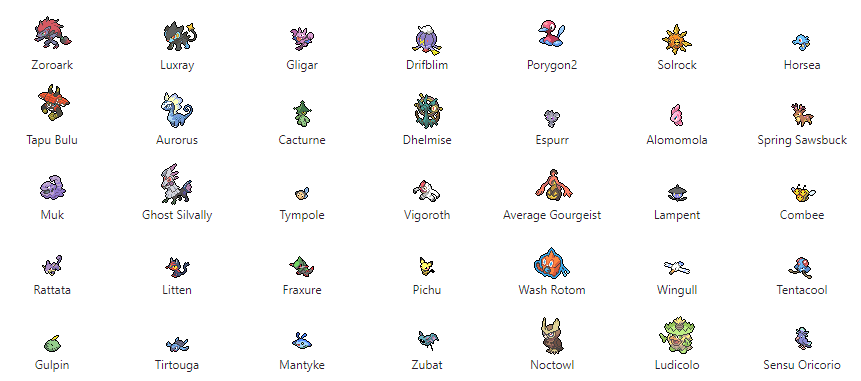 Zoroark Luxray Gligar Drifblim Porygon2 Solrock Horsea
Tapu Bulu Aurorus Cacturne Dhelmise Espurr Alomomola Spring Sawsbuck
Muk Ghost Silvally Tympole Vigoroth Average Gourgeist Lampent Combee
Rattata Litten Fraxure Pichu Wash Rotom Wingull Tentacool
Gulpin Tirtouga Mantyke Zubat Noctowl Ludicolo Sensu Oricorio